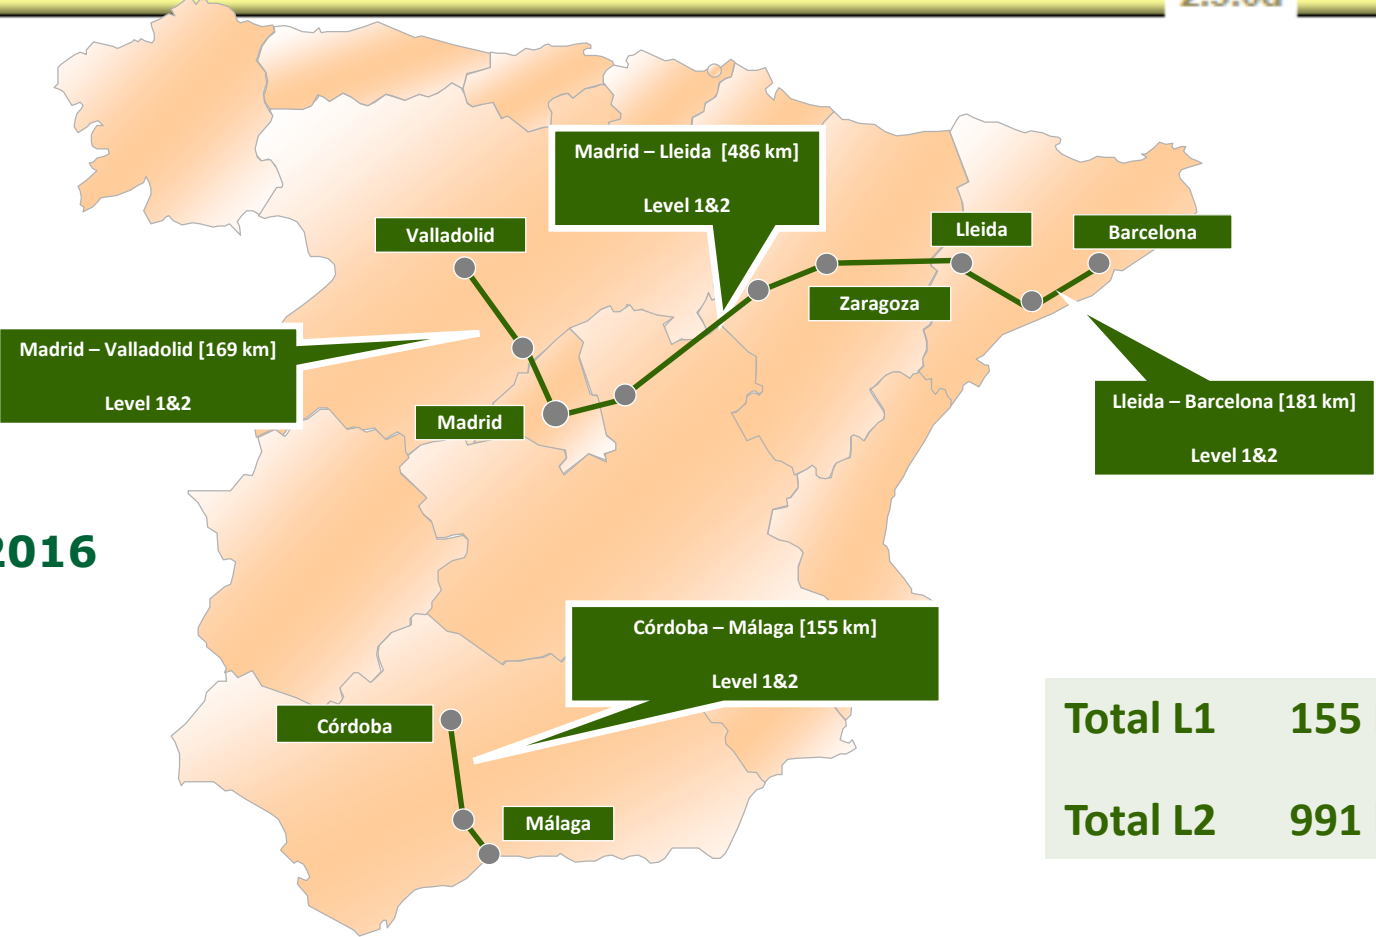 Madrid – Lleida [486 km]
Level 1&2
Valladolid
Lleida
Barcelona
Zaragoza
Madrid – Valladolid [169 km]
Level 1&2
Madrid
Lleida – Barcelona [181 km]
Level 1&2
2016
Córdoba – Málaga [155 km]
Level 1&2
Córdoba
Málaga
Total L1 155
Total L2 991